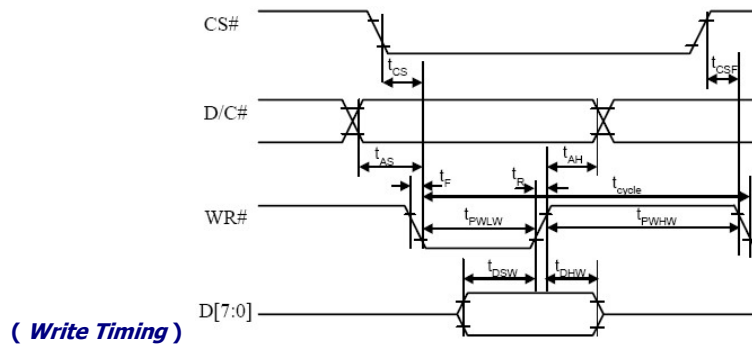 CS#
tCS
tCSF
D/C#
tAS
tAH
tF
tR
tcycle
WR#
tPWLW
tPWHW
tDSW
tDHW
( Write Timing ) D[7:0]